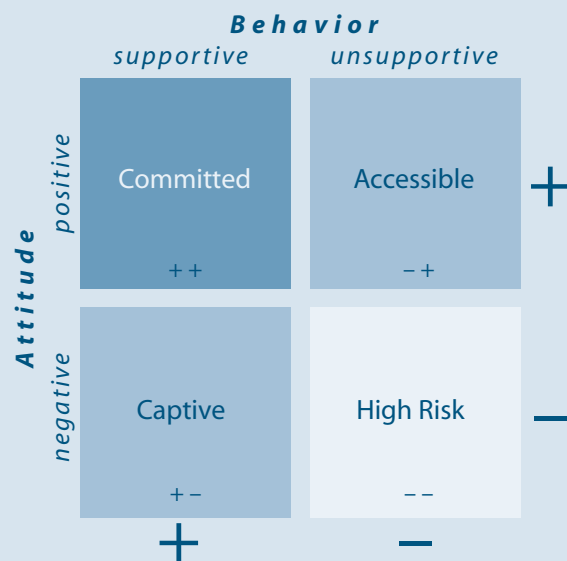 Behavior
supportive unsupportive
Attitude
positive
Committed Accessible
+
+ + – +
negative
Captive High Risk
–
+ – – –
+ –